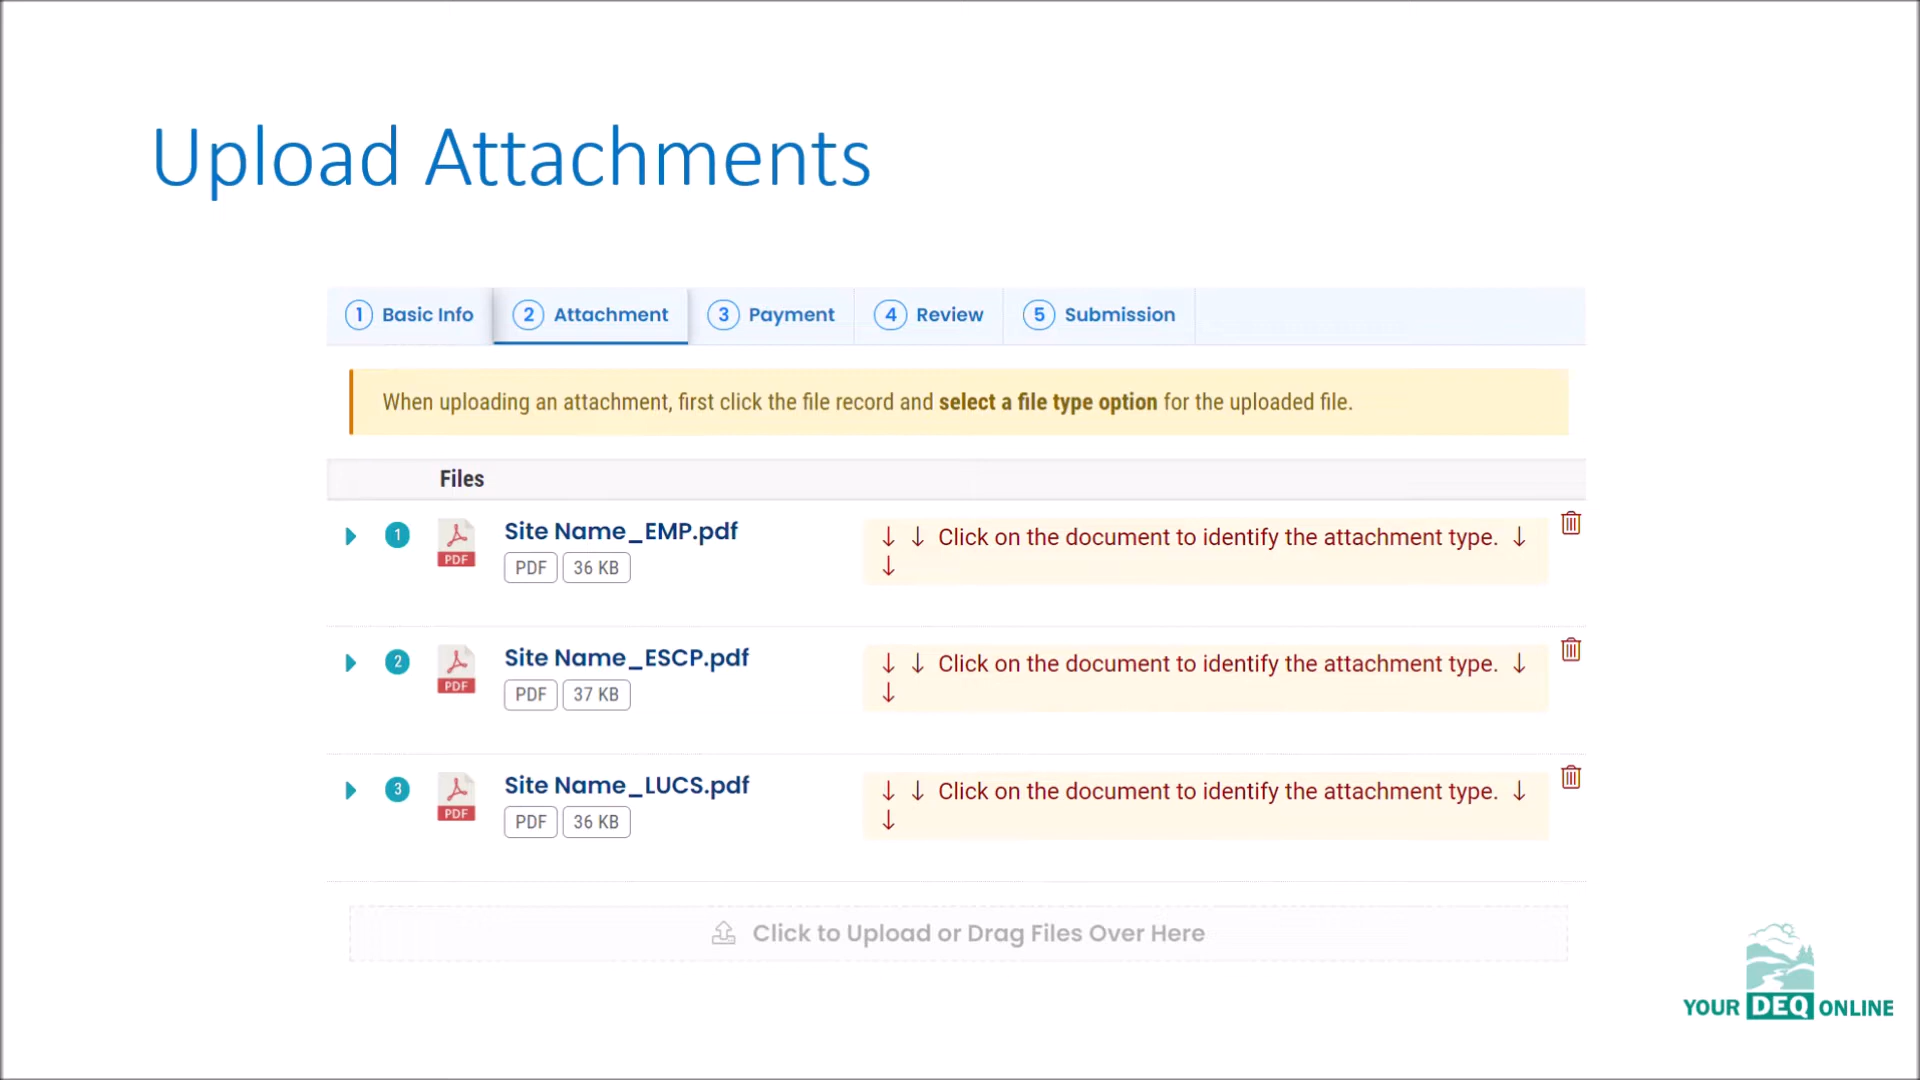 Upload Attachments
1 Basic Info 2 Attachment 3 Payment 4 Review 5 Submission
When uploading an attachment, first click the file record and select a file type option for the uploaded file.
Files
1 PDF Site Name_EMP.pdf ↓ ↓ Click on the document to identify the attachment type. ↓
PDF 36 KB ↓
2 PDF Site Name_ESCP.pdf ↓ ↓ Click on the document to identify the attachment type. ↓
PDF 37 KB ↓
3 PDF Site Name_LUCS.pdf ↓ ↓ Click on the document to identify the attachment type. ↓
PDF 36 KB ↓
Click to Upload or Drag Files Over Here
YOUR DEQ ONLINE